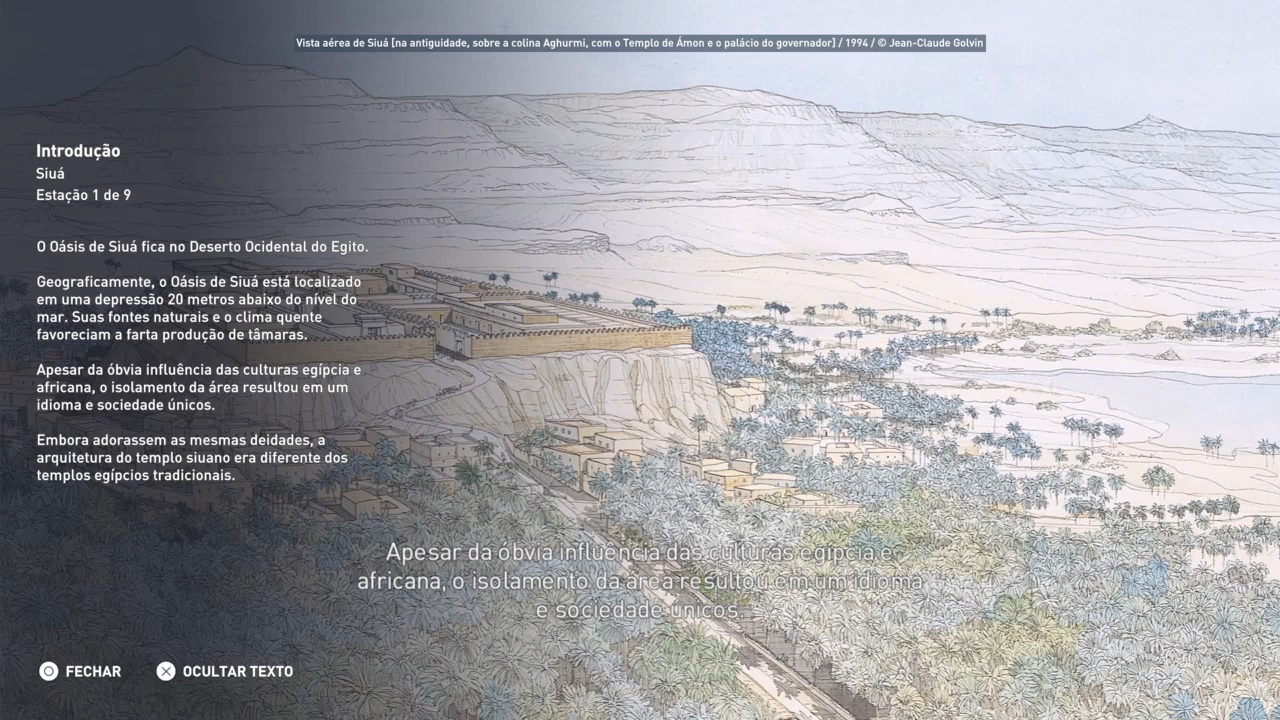 Vista aérea de Siuá [na antiguidade, sobre a colina Aghurmi, com o Templo de Ámon e o palácio do governador] / 1994 / © Jean-Claude Golvin
Introdução
Siuá
Estação 1 de 9
O Oásis de Siuá fica no Deserto Ocidental do Egito.
Geograficamente, o Oásis de Siuá está localizado
em uma depressão 20 metros abaixo do nível do
mar. Suas fontes naturais e o clima quente
favoreciam a farta produção de tâmaras.
Apesar da óbvia influência das culturas egípcia e
africana, o isolamento da área resultou em um
idioma e sociedade únicos.
Embora adorassem as mesmas deidades, a
arquitetura do templo siuano era diferente dos
templos egípcios tradicionais.
Apesar da óbvia influência das culturas egípcia e
africana, o isolamento da área resultou em um idioma
e sociedade únicos.
FECHAR
OCULTAR TEXTO